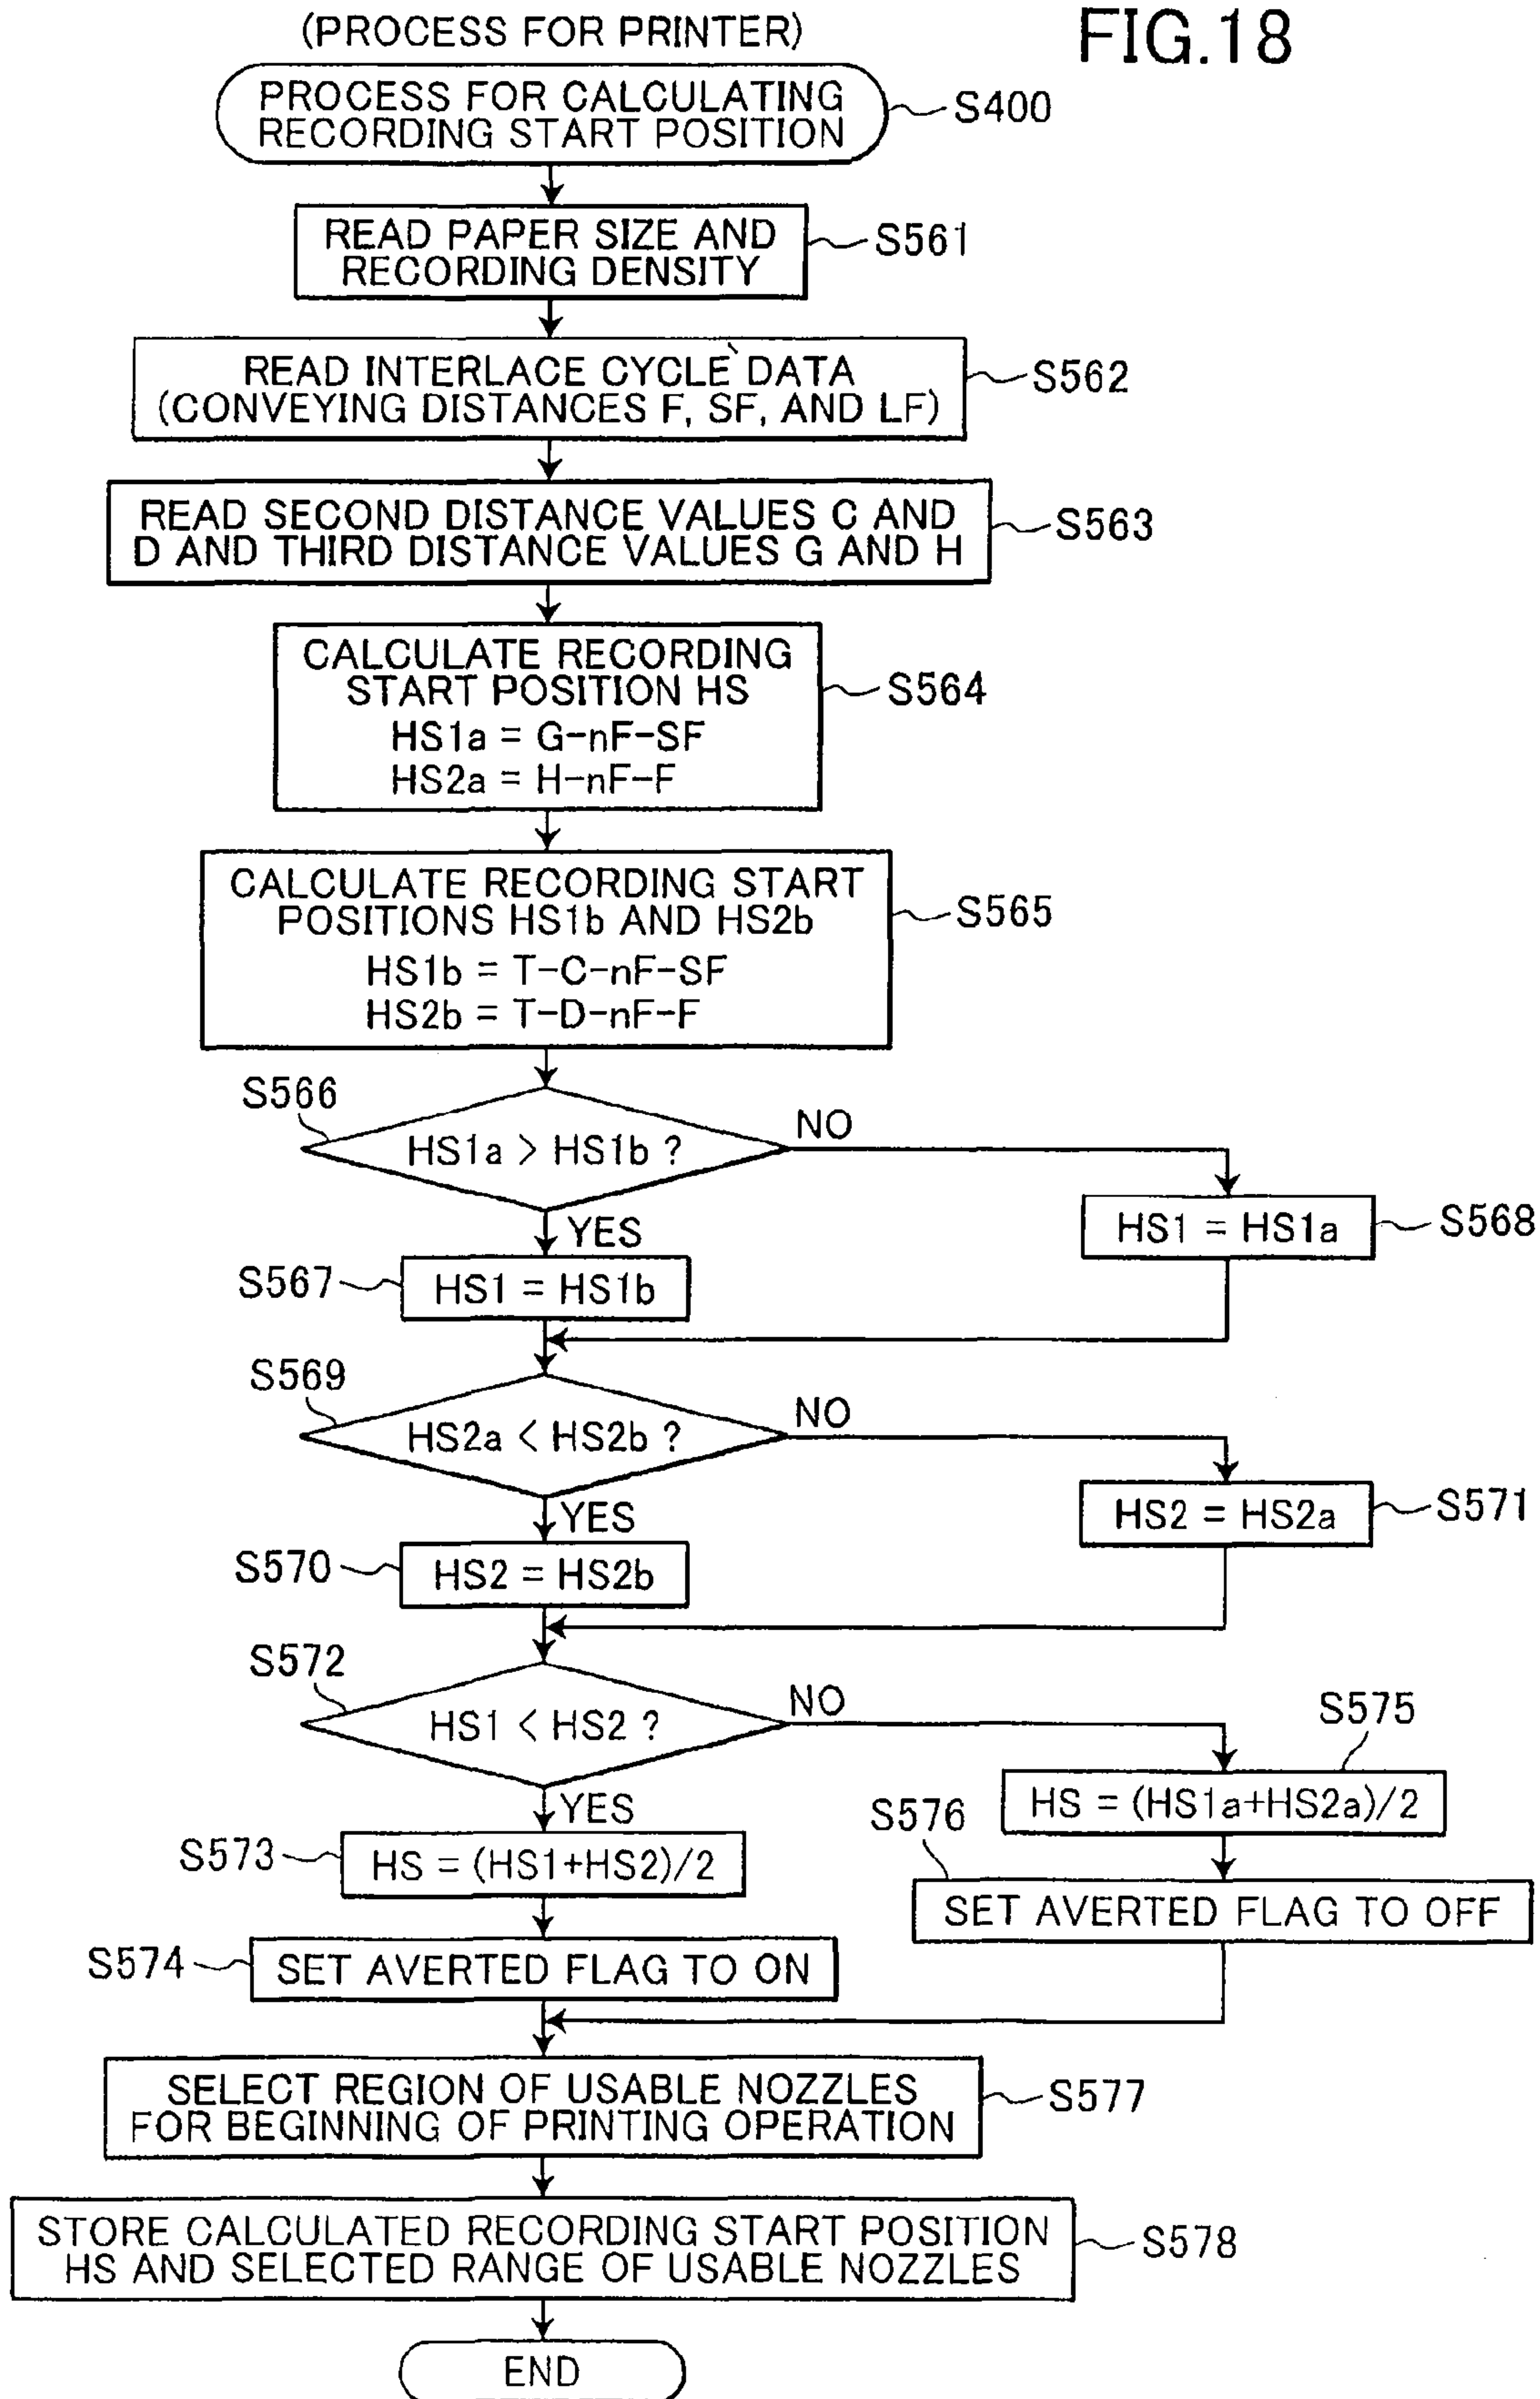 (PROCESS FOR PRINTER)
FIG.18
PROCESS FOR CALCULATING
RECORDING START POSITION
S400
READ PAPER SIZE AND
RECORDING DENSITY
S561
READ INTERLACE CYCLE DATA
(CONVEYING DISTANCES F, SF, AND LF)
S562
READ SECOND DISTANCE VALUES C AND
D AND THIRD DISTANCE VALUES G AND H
S563
CALCULATE RECORDING
START POSITION HS
HS1a = G-nF-SF
HS2a = H-nF-F
S564
CALCULATE RECORDING START
POSITIONS HS1b AND HS2b
HS1b = T-C-nF-SF
HS2b = T-D-nF-F
S565
S566
HS1a > HS1b ?
NO
YES
HS1 = HS1a
S568
S567
HS1 = HS1b
S569
HS2a < HS2b ?
NO
YES
HS2 = HS2a
S571
S570
HS2 = HS2b
S572
HS1 < HS2 ?
NO
YES
S575
HS = (HS1a+HS2a)/2
S576
SET AVERTED FLAG TO OFF
S573
HS = (HS1+HS2)/2
S574
SET AVERTED FLAG TO ON
SELECT REGION OF USABLE NOZZLES
FOR BEGINNING OF PRINTING OPERATION
S577
STORE CALCULATED RECORDING START POSITION
HS AND SELECTED RANGE OF USABLE NOZZLES
S578
END